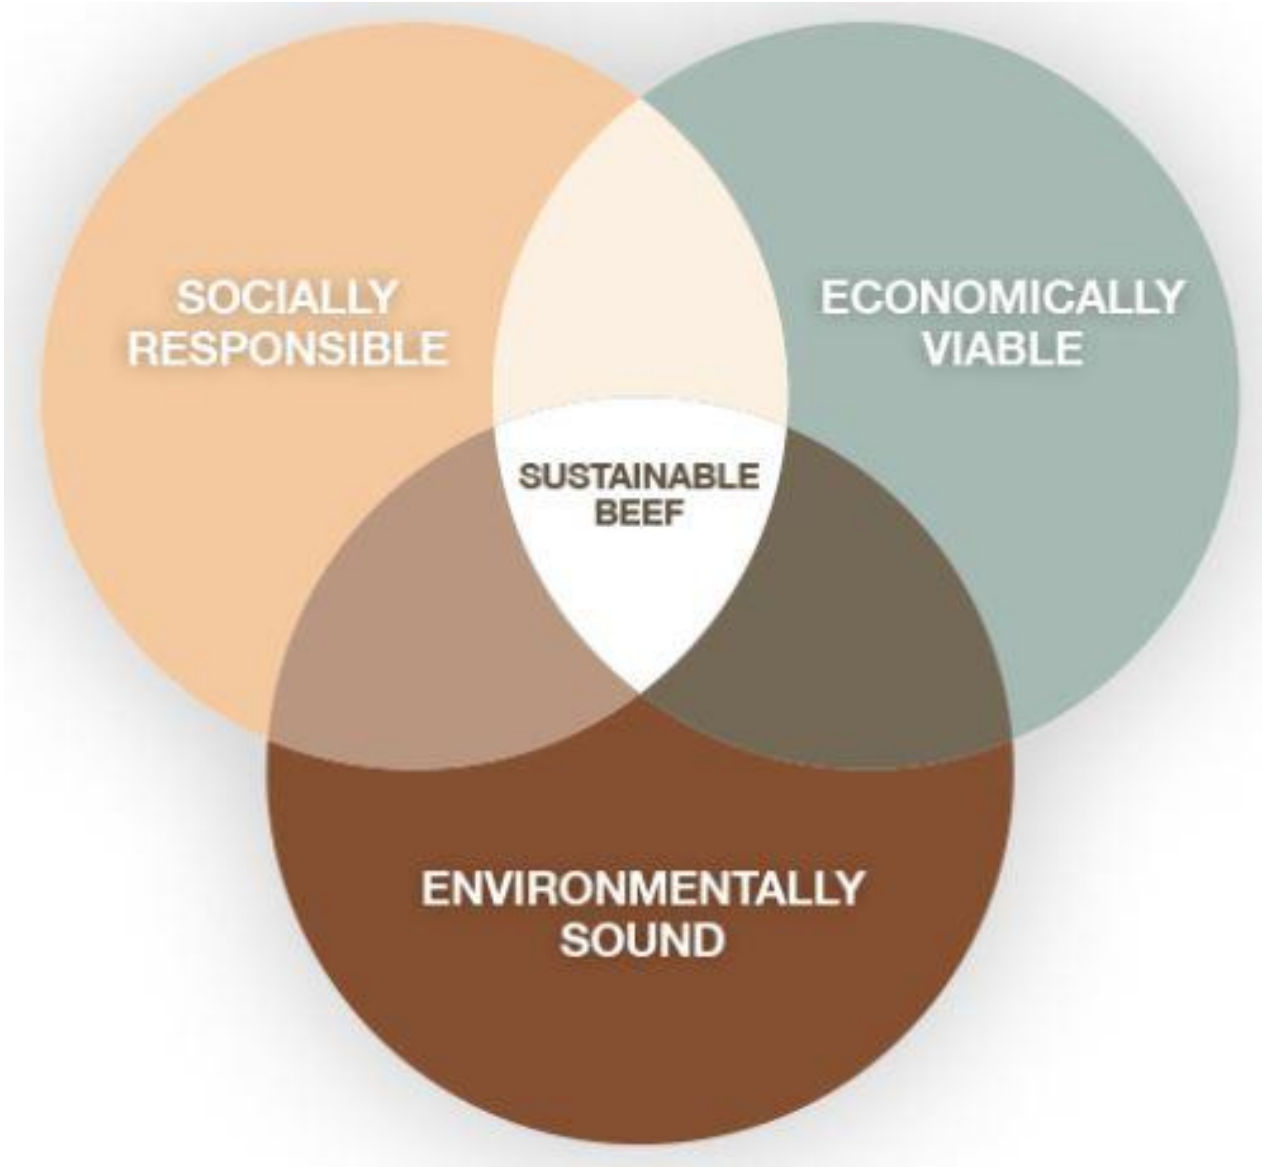 SOCIALLY
RESPONSIBLE
ECONOMICALLY
VIABLE
SUSTAINABLE
BEEF
ENVIRONMENTALLY
SOUND